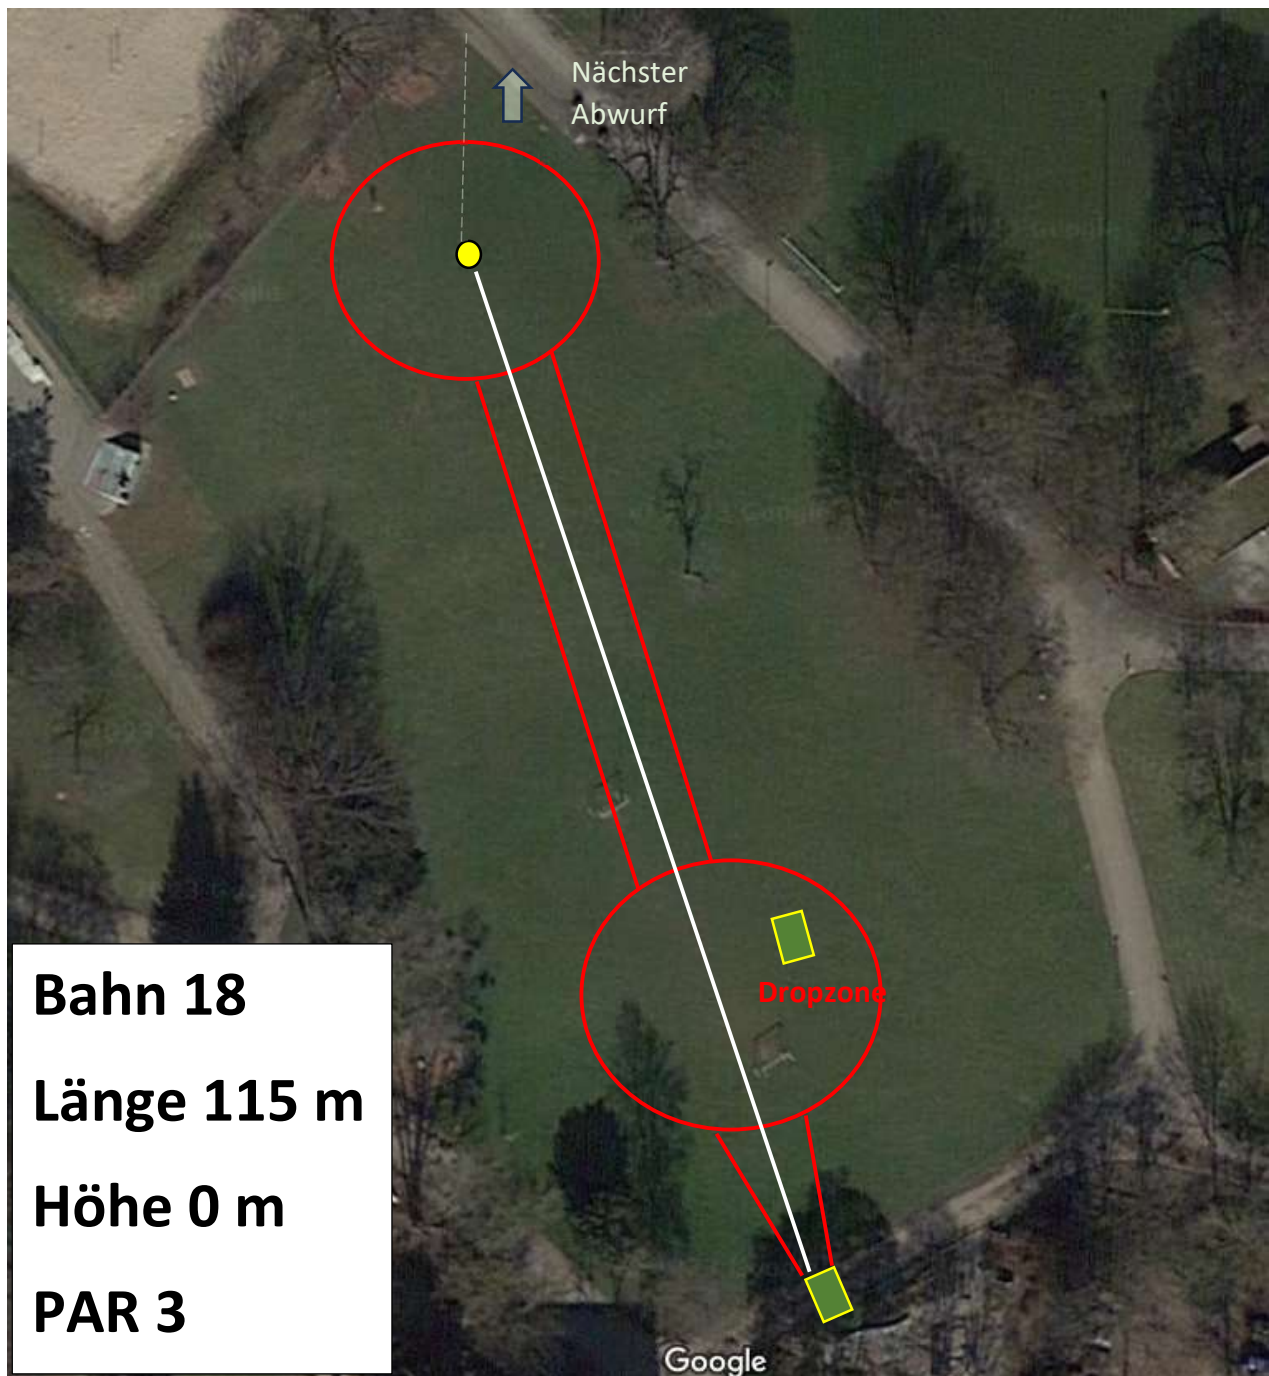 Nächster
Abwurf
Dropzone
Bahn 18
Länge 115 m
Höhe 0 m
PAR 3
Google